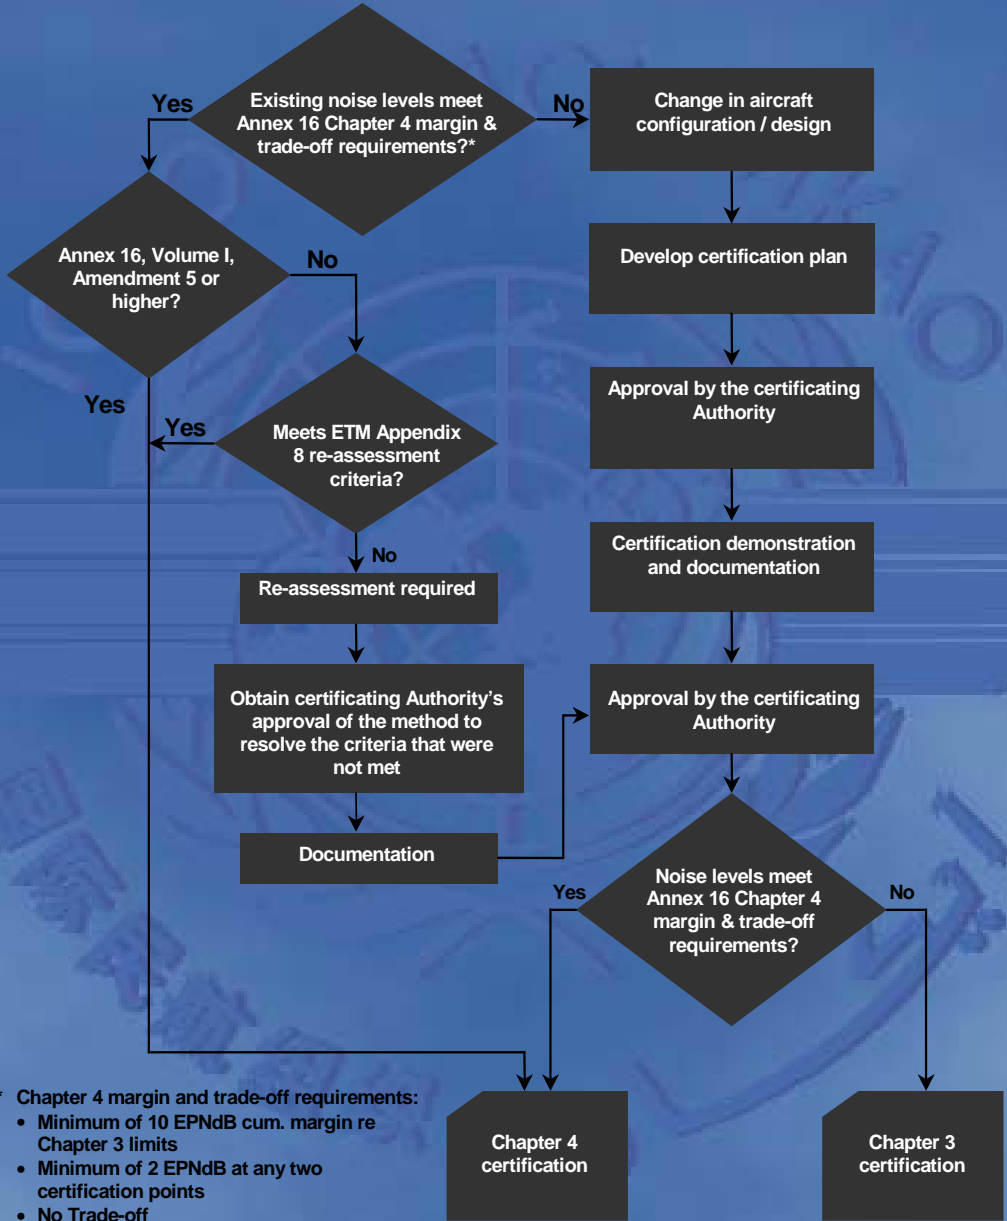 Existing noise levels meet
Annex 16 Chapter 4 margin &
trade-off requirements?*
Yes
No
Change in aircraft
configuration / design
Annex 16, Volume I,
Amendment 5 or
higher?
No
Yes
Develop certification plan
Meets ETM Appendix
8 re-assessment
criteria?
Yes
No
Approval by the certificating
Authority
Re-assessment required
Certification demonstration
and documentation
Obtain certificating Authority's
approval of the method to
resolve the criteria that were
not met
Approval by the certificating
Authority
Documentation
Noise levels meet
Annex 16 Chapter 4
margin & trade-off
requirements?
Yes
No
Chapter 4
certification
Chapter 3
certification
* Chapter 4 margin and trade-off requirements:
• Minimum of 10 EPNdB cum. margin re
Chapter 3 limits
• Minimum of 2 EPNdB at any two
certification points
• No Trade-off